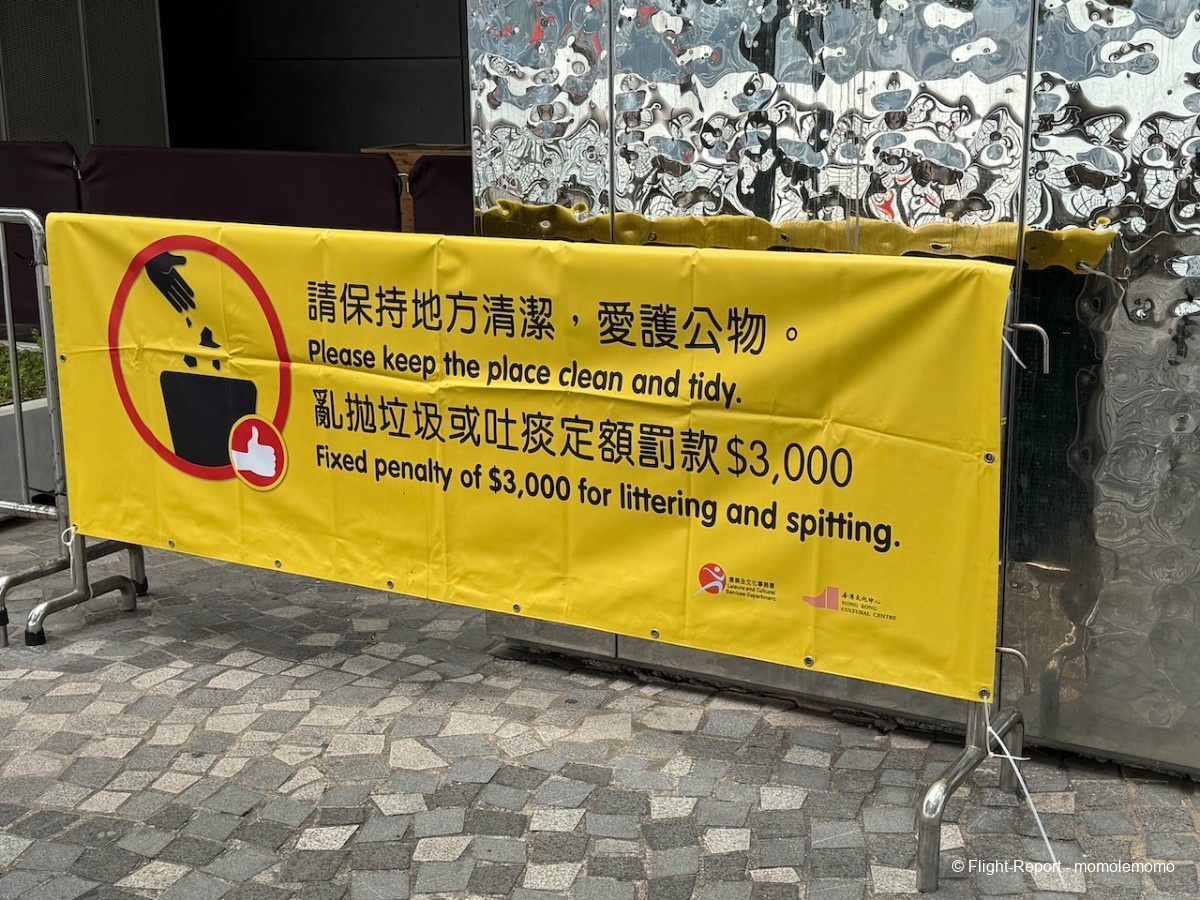 請保持地方清潔，愛護公物。
Please keep the place clean and tidy.
亂拋垃圾或吐痰定額罰款$3,000
Fixed penalty of $3,000 for littering and spitting.
康樂及文化事務署
Leisure and Cultural
Services Department
香港文化中心
HONG KONG
CULTURAL CENTRE
© Flight-Report - momolemomo